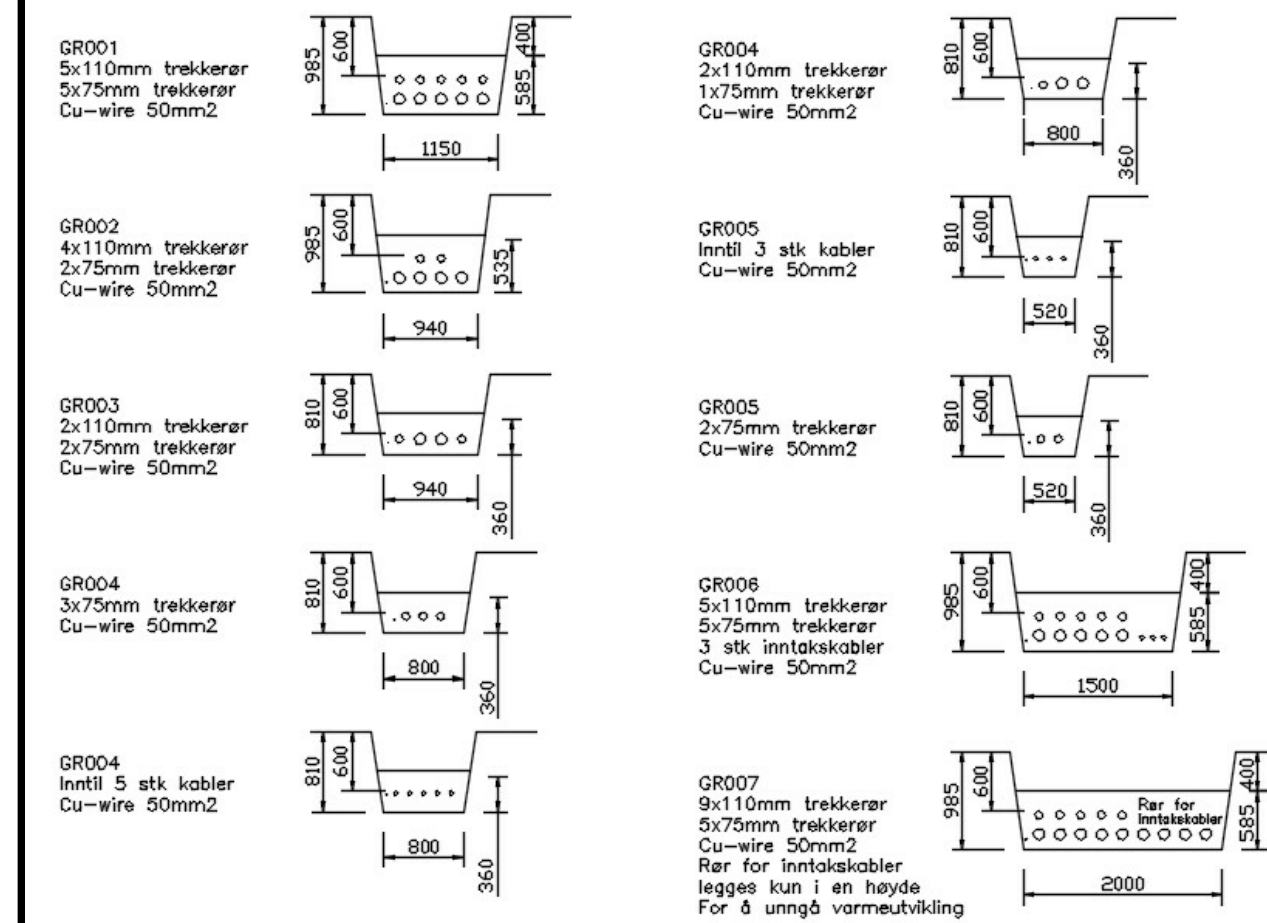 GR001
5x110mm trekkerør
5x75mm trekkerør
Cu-wire 50mm2
985
600
400
585
1150
GR002
4x110mm trekkerør
2x75mm trekkerør
Cu-wire 50mm2
985
600
535
940
GR003
2x110mm trekkerør
2x75mm trekkerør
Cu-wire 50mm2
810
600
940
360
GR004
3x75mm trekkerør
Cu-wire 50mm2
810
600
800
360
GR004
Inntil 5 stk kabler
Cu-wire 50mm2
810
600
800
360
GR004
2x110mm trekkerør
1x75mm trekkerør
Cu-wire 50mm2
810
600
800
360
GR005
Inntil 3 stk kabler
Cu-wire 50mm2
810
600
520
360
GR005
2x75mm trekkerør
Cu-wire 50mm2
810
600
520
360
GR006
5x110mm trekkerør
5x75mm trekkerør
3 stk inntakskabler
Cu-wire 50mm2
985
600
400
585
1500
GR007
9x110mm trekkerør
5x75mm trekkerør
Cu-wire 50mm2
Rør for inntakskabler
legges kun i en høyde
For å unngå varmeutvikling
985
600
Rør for
Inntakskabler
400
585
2000